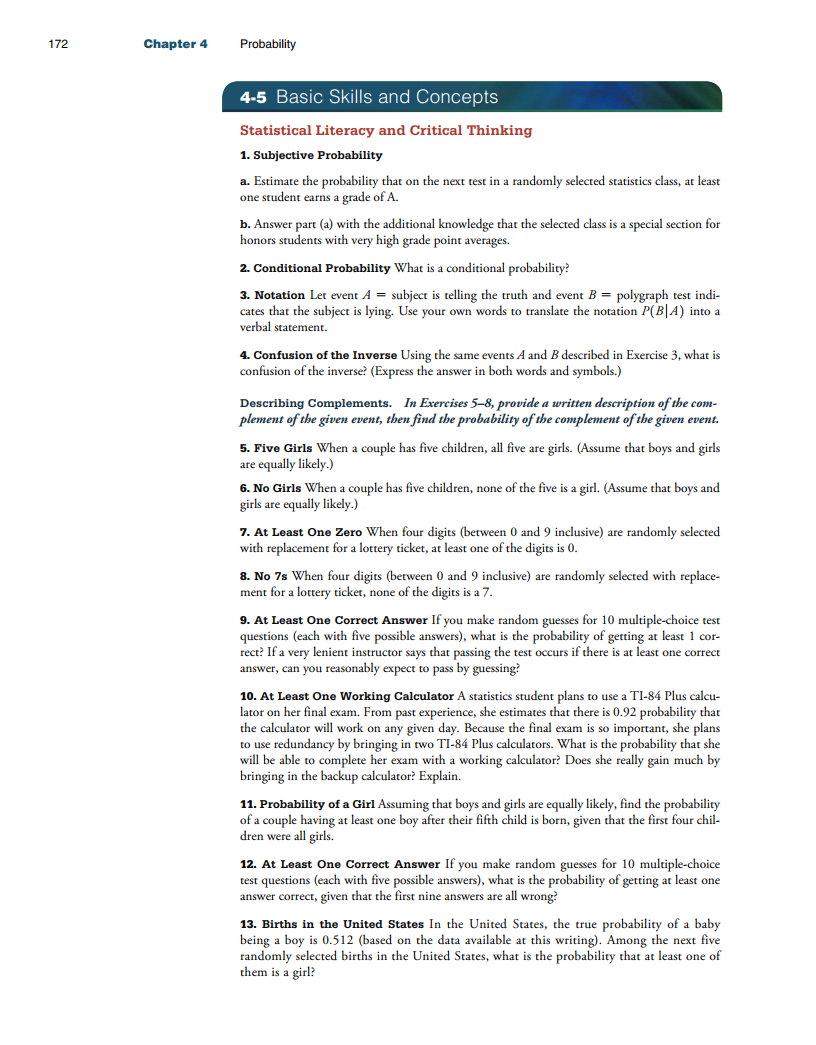 172 Chapter 4 Probability
4-5 Basic Skills and Concepts
Statistical Literacy and Critical Thinking
1. Subjective Probability
a. Estimate the probability that on the next test in a randomly selected statistics class, at least
one student earns a grade of A.
b. Answer part (a) with the additional knowledge that the selected class is a special section for
honors students with very high grade point averages.
2. Conditional Probability What is a conditional probability?
3. Notation Let event A = subject is telling the truth and event B = polygraph test indi-
cates that the subject is lying. Use your own words to translate the notation P(B|A) into a
verbal statement.
4. Confusion of the Inverse Using the same events A and B described in Exercise 3, what is
confusion of the inverse? (Express the answer in both words and symbols.)
Describing Complements. In Exercises 5–8, provide a written description of the com-
plement of the given event, then find the probability of the complement of the given event.
5. Five Girls When a couple has five children, all five are girls. (Assume that boys and girls
are equally likely.)
6. No Girls When a couple has five children, none of the five is a girl. (Assume that boys and
girls are equally likely.)
7. At Least One Zero When four digits (between 0 and 9 inclusive) are randomly selected
with replacement for a lottery ticket, at least one of the digits is 0.
8. No 7s When four digits (between 0 and 9 inclusive) are randomly selected with replace-
ment for a lottery ticket, none of the digits is a 7.
9. At Least One Correct Answer If you make random guesses for 10 multiple-choice test
questions (each with five possible answers), what is the probability of getting at least 1 cor-
rect? If a very lenient instructor says that passing the test occurs if there is at least one correct
answer, can you reasonably expect to pass by guessing?
10. At Least One Working Calculator A statistics student plans to use a TI-84 Plus calcu-
lator on her final exam. From past experience, she estimates that there is 0.92 probability that
the calculator will work on any given day. Because the final exam is so important, she plans
to use redundancy by bringing in two TI-84 Plus calculators. What is the probability that she
will be able to complete her exam with a working calculator? Does she really gain much by
bringing in the backup calculator? Explain.
11. Probability of a Girl Assuming that boys and girls are equally likely, find the probability
of a couple having at least one boy after their fifth child is born, given that the first four chil-
dren were all girls.
12. At Least One Correct Answer If you make random guesses for 10 multiple-choice
test questions (each with five possible answers), what is the probability of getting at least one
answer correct, given that the first nine answers are all wrong?
13. Births in the United States In the United States, the true probability of a baby
being a boy is 0.512 (based on the data available at this writing). Among the next five
randomly selected births in the United States, what is the probability that at least one of
them is a girl?